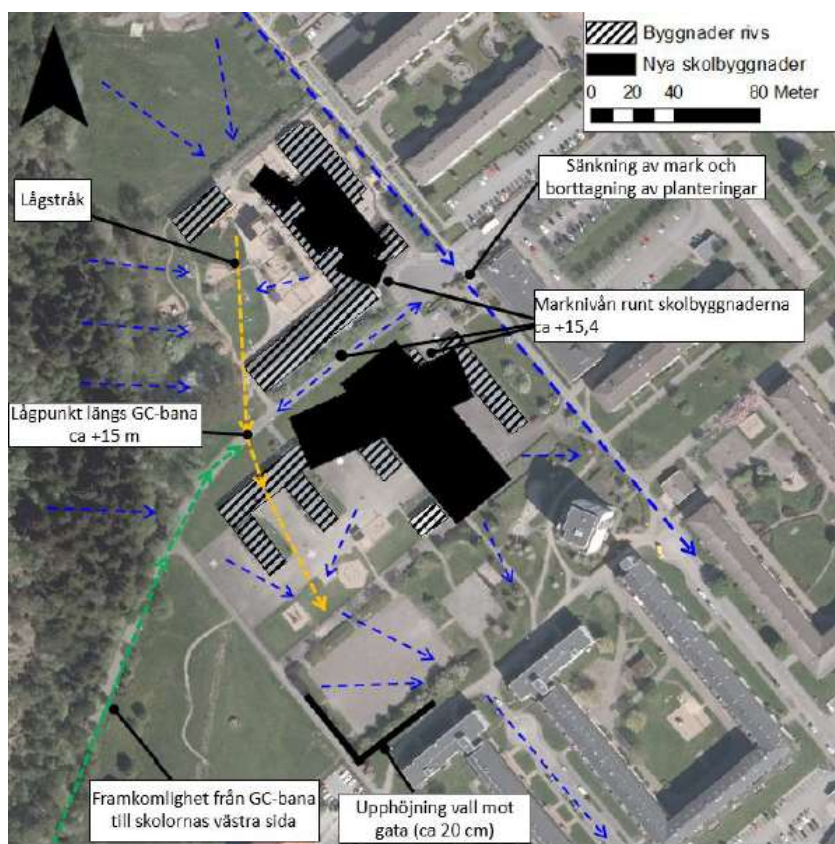 Byggnader rivs
Nya skolbyggnader
0 20 40 80 Meter
Sänkning av mark och
borttagning av planteringar
Lågstråk
Marknivån runt skolbyggnaderna
ca +15,4
Lågpunkt längs GC-bana
ca +15 m
Framkomlighet från GC-bana
till skolornas västra sida
Upphöjning vall mot
gata (ca 20 cm)